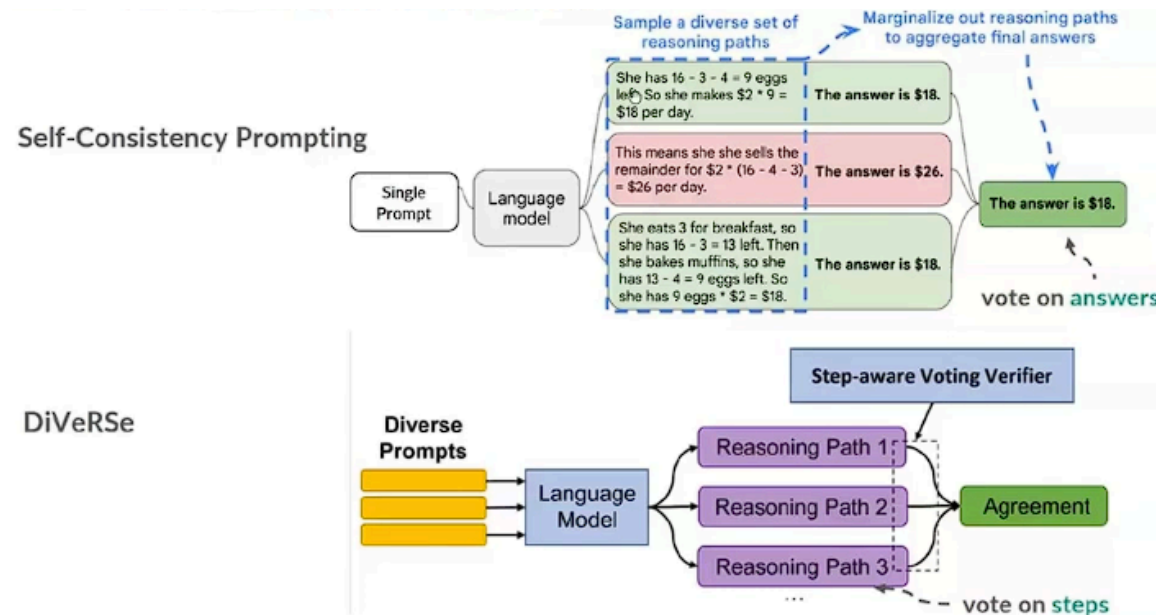 Sample a diverse set of
reasoning paths
Marginalize out reasoning paths
to aggregate final answers
Self-Consistency Prompting
Single
Prompt
Language
model
She has 16 - 3 - 4 = 9 eggs
left. So she makes $2 * 9 =
$18 per day.
The answer is $18.
This means she she sells the
remainder for $2 * (16 - 4 - 3)
= $26 per day.
The answer is $26.
She eats 3 for breakfast, so
she has 16 - 3 = 13 left. Then
she bakes muffins, so she
has 13 - 4 = 9 eggs left. So
she has 9 eggs * $2 = $18.
The answer is $18.
The answer is $18.
vote on answers
DiVeRSe
Diverse
Prompts
Language
Model
Step-aware Voting Verifier
Reasoning Path 1
Reasoning Path 2
Reasoning Path 3
...
Agreement
vote on steps